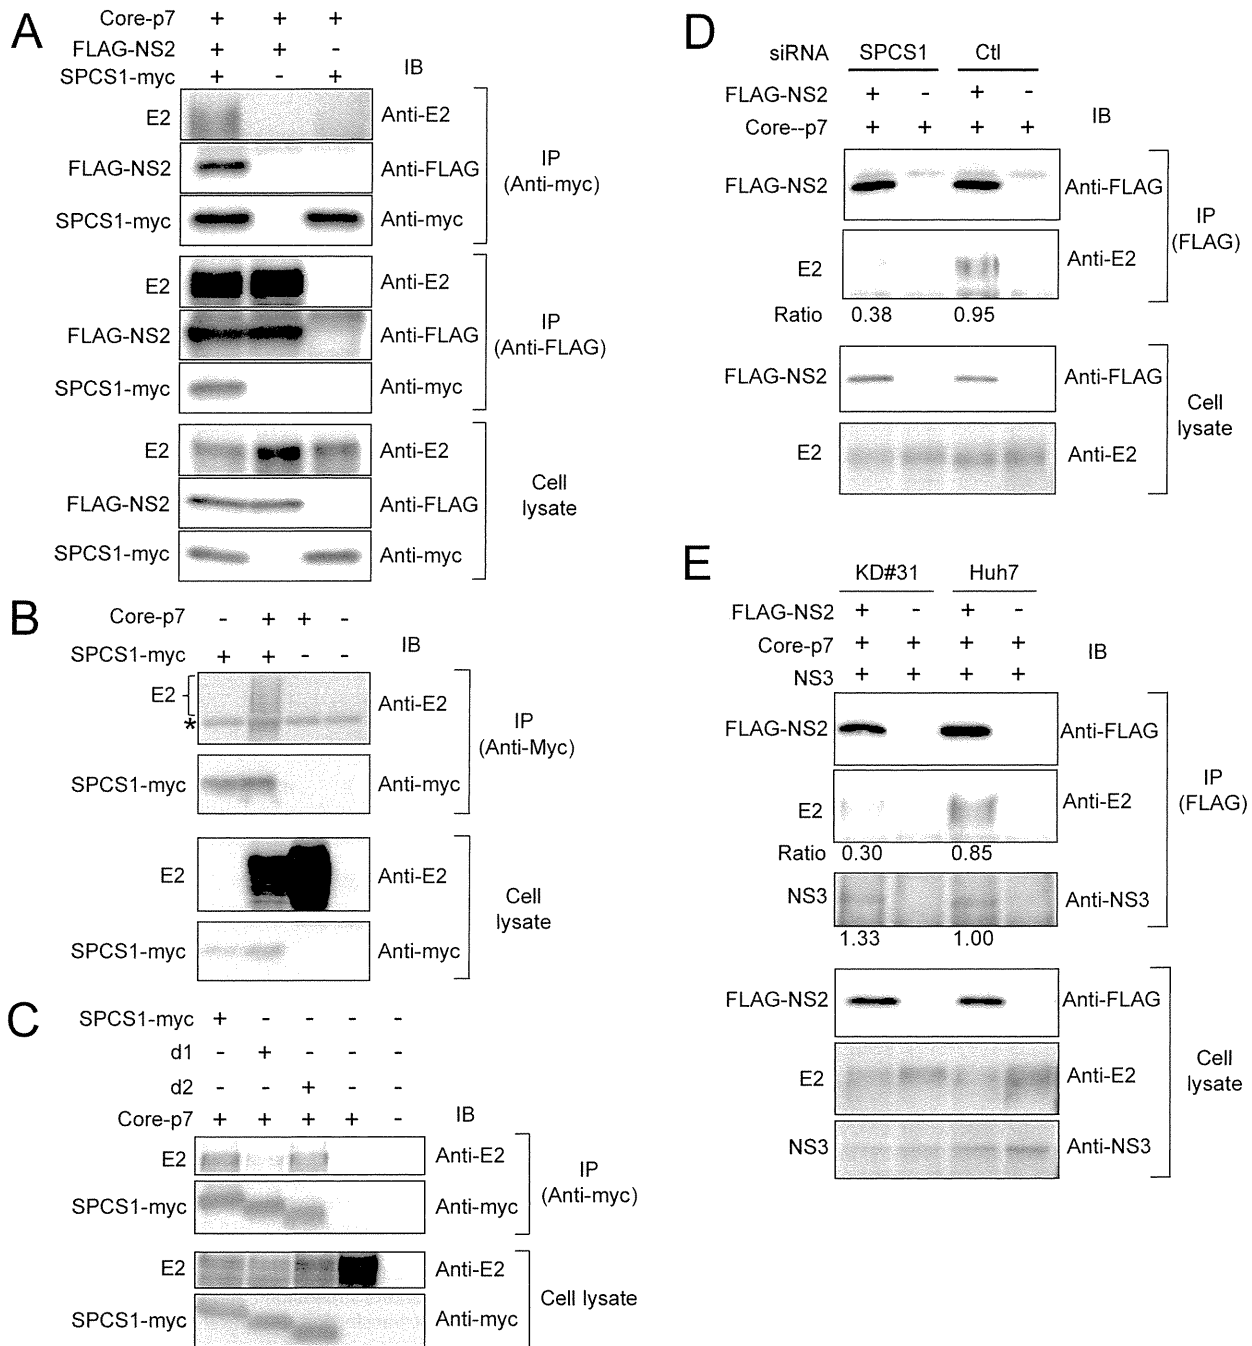 A
Core-p7 + + +
FLAG-NS2 + + -
SPCS1-myc + - +
IB
E2 Anti-E2
FLAG-NS2 Anti-FLAG
SPCS1-myc Anti-myc
IP
(Anti-myc)
E2 Anti-E2
FLAG-NS2 Anti-FLAG
SPCS1-myc Anti-myc
IP
(Anti-FLAG)
E2 Anti-E2
FLAG-NS2 Anti-FLAG
SPCS1-myc Anti-myc
Cell
lysate
B
Core-p7 - + + -
SPCS1-myc + + - -
IB
E2 Anti-E2
*
SPCS1-myc Anti-myc
IP
(Anti-Myc)
E2 Anti-E2
SPCS1-myc Anti-myc
Cell
lysate
C
SPCS1-myc + - - - -
d1 - + - - -
d2 - - + - -
Core-p7 + + + + -
IB
E2 Anti-E2
SPCS1-myc Anti-myc
IP
(Anti-myc)
E2 Anti-E2
SPCS1-myc Anti-myc
Cell lysate
D
siRNA SPCS1 Ctl
FLAG-NS2 + - + -
Core--p7 + + + +
IB
FLAG-NS2 Anti-FLAG
E2 Anti-E2
Ratio 0.38 0.95
IP
(FLAG)
FLAG-NS2 Anti-FLAG
E2 Anti-E2
Cell
lysate
E
KD#31 Huh7
FLAG-NS2 + - + -
Core-p7 + + + +
NS3 + + + +
IB
FLAG-NS2 Anti-FLAG
E2 Anti-E2
Ratio 0.30 0.85
NS3 Anti-NS3
1.33 1.00
IP
(FLAG)
FLAG-NS2 Anti-FLAG
E2 Anti-E2
NS3 Anti-NS3
Cell
lysate